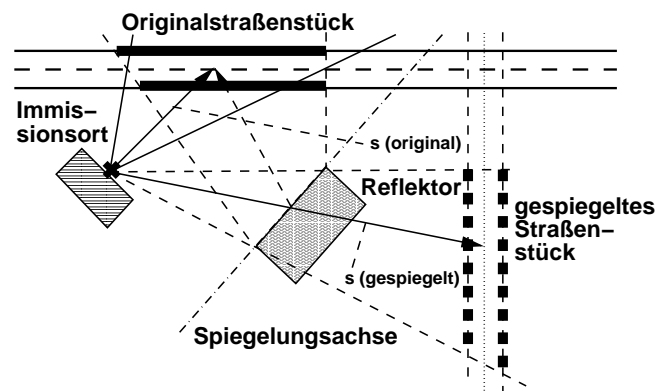 Originalstraßenstück
Immis–
sionsort
s (original)
Reflektor
gespiegeltes
Straßen–
stück
s (gespiegelt)
Spiegelungsachse